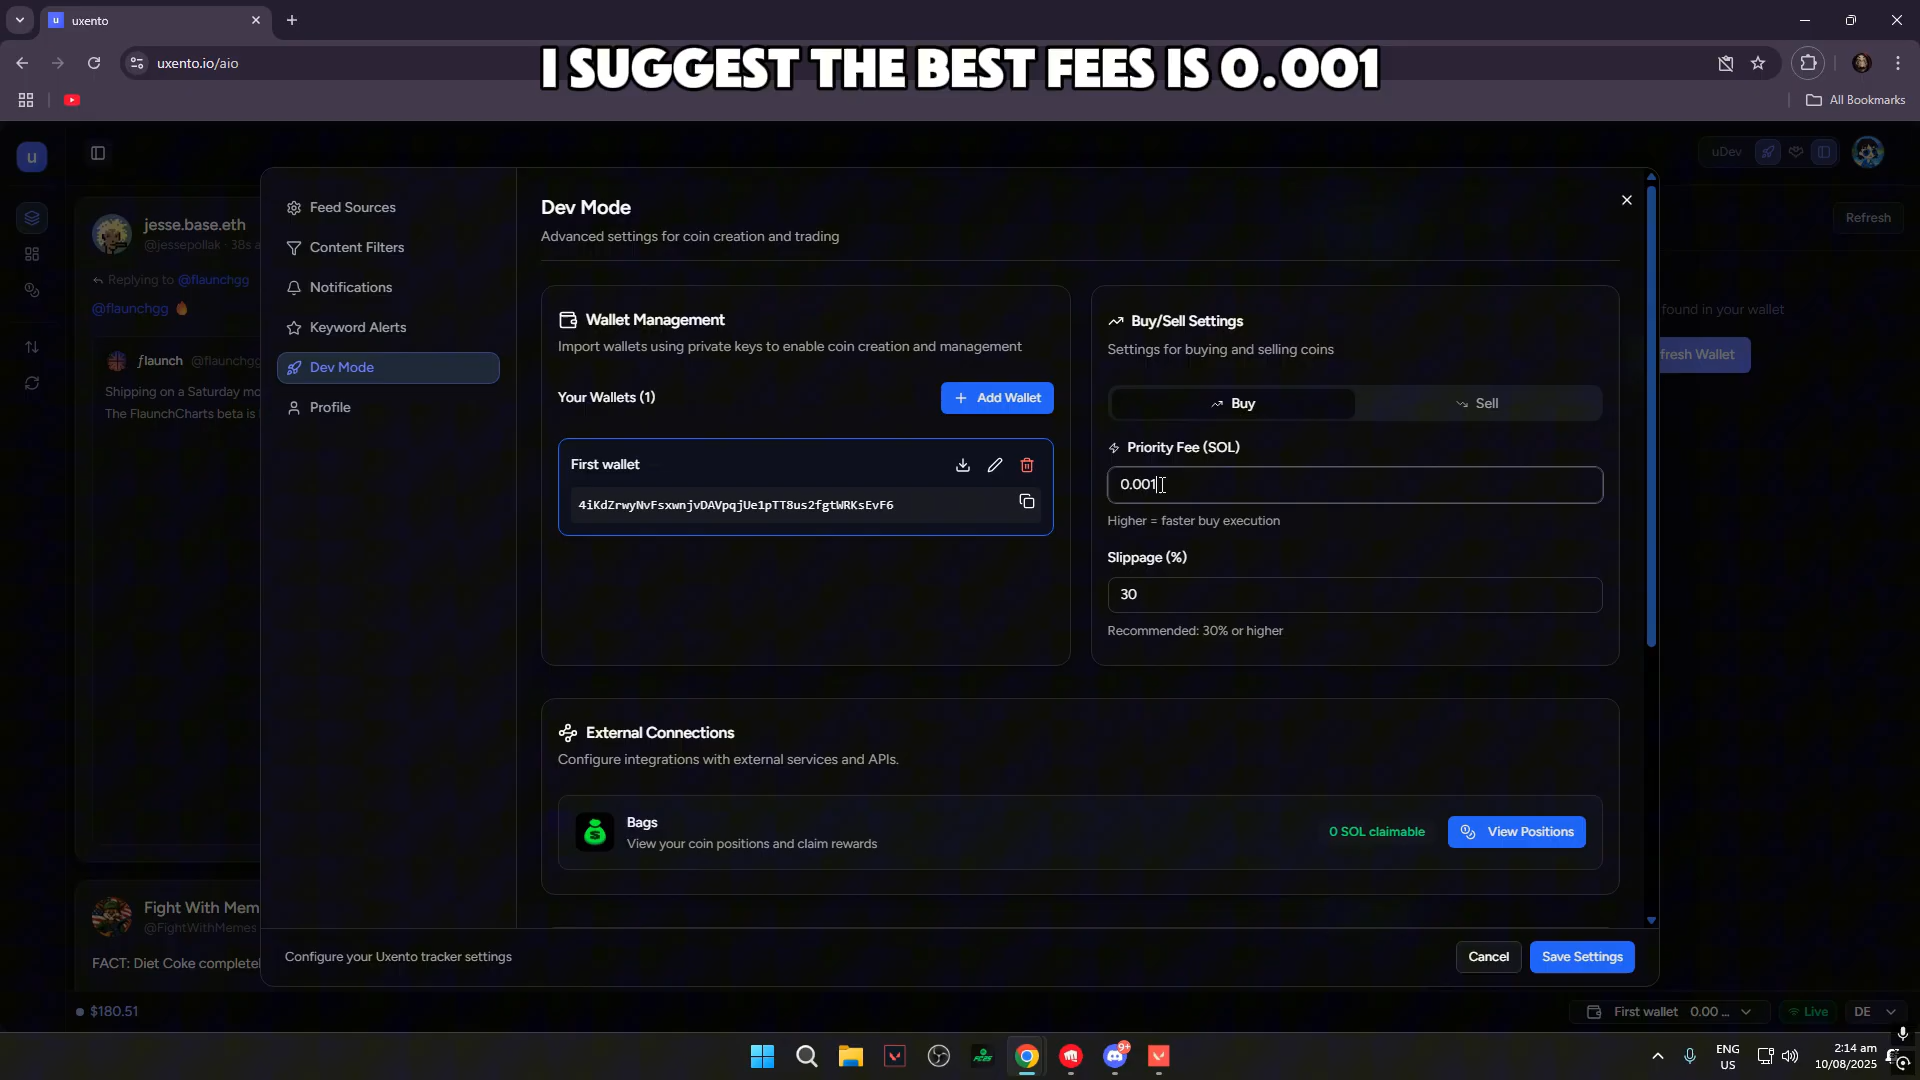 uxento
uxento.io/aio
I SUGGEST THE BEST FEES IS 0.001
All Bookmarks
u
uDev
jesse.base.eth
@jessepollak · 38s a
Replying to @flaunchgg
@flaunchgg
flaunch @flaunchgg
Shipping on a Saturday mo
The FlaunchCharts beta is
Fight With Mem
@FightWithMemes
FACT: Diet Coke complete
Feed Sources
Content Filters
Notifications
Keyword Alerts
Dev Mode
Profile
Dev Mode
Advanced settings for coin creation and trading
Wallet Management
Import wallets using private keys to enable coin creation and management
Your Wallets (1)
Add Wallet
First wallet
4iKdZrwyNvFsxwnjvDAVpqjUe1pTT8us2fgtWRKsEvF6
Buy/Sell Settings
Settings for buying and selling coins
Buy
Sell
Priority Fee (SOL)
0.001
Higher = faster buy execution
Slippage (%)
30
Recommended: 30% or higher
External Connections
Configure integrations with external services and APIs.
Bags
View your coin positions and claim rewards
0 SOL claimable
View Positions
Configure your Uxento tracker settings
Cancel
Save Settings
Refresh
found in your wallet
fresh Wallet
$180.51
First wallet 0.00 ...
Live
DE
9+
ENG
US
2:14 am
10/08/2025